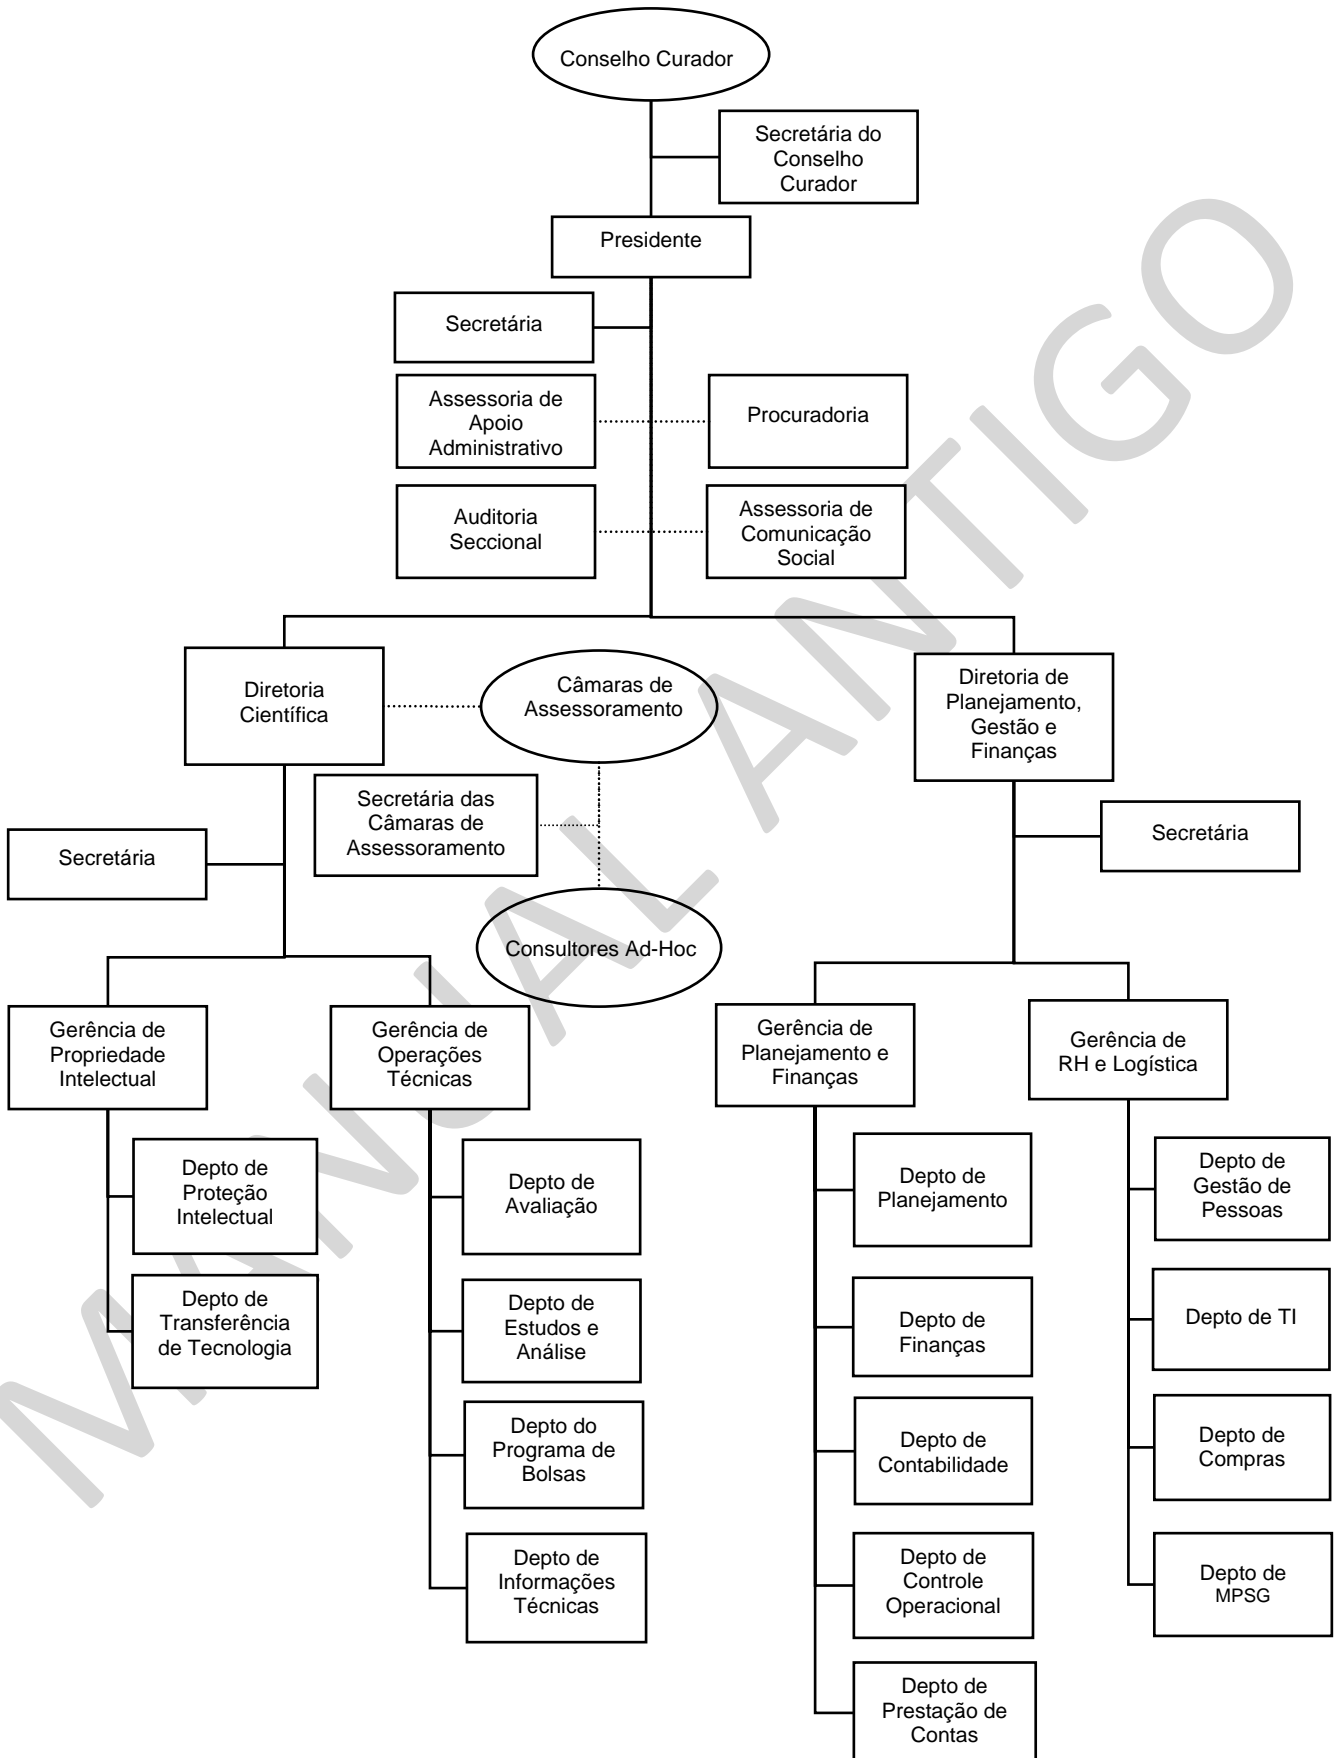 Conselho Curador
Secretária do
Conselho
Curador
Presidente
Secretária
Assessoria de
Apoio
Administrativo
Procuradoria
Auditoria
Seccional
Assessoria de
Comunicação
Social
Diretoria
Científica
Câmaras de
Assessoramento
Diretoria de
Planejamento,
Gestão e
Finanças
Secretária das
Câmaras de
Assessoramento
Secretária
Secretária
Consultores Ad-Hoc
Gerência de
Propriedade
Intelectual
Gerência de
Operações
Técnicas
Gerência de
Planejamento e
Finanças
Gerência de
RH e Logística
Depto de
Proteção
Intelectual
Depto de
Transferência
de Tecnologia
Depto de
Avaliação
Depto de
Estudos e
Análise
Depto do
Programa de
Bolsas
Depto de
Informações
Técnicas
Depto de
Planejamento
Depto de
Finanças
Depto de
Contabilidade
Depto de
Controle
Operacional
Depto de
Prestação de
Contas
Depto de
Gestão de
Pessoas
Depto de TI
Depto de
Compras
Depto de
MPSG
MANUAL ANTIGO